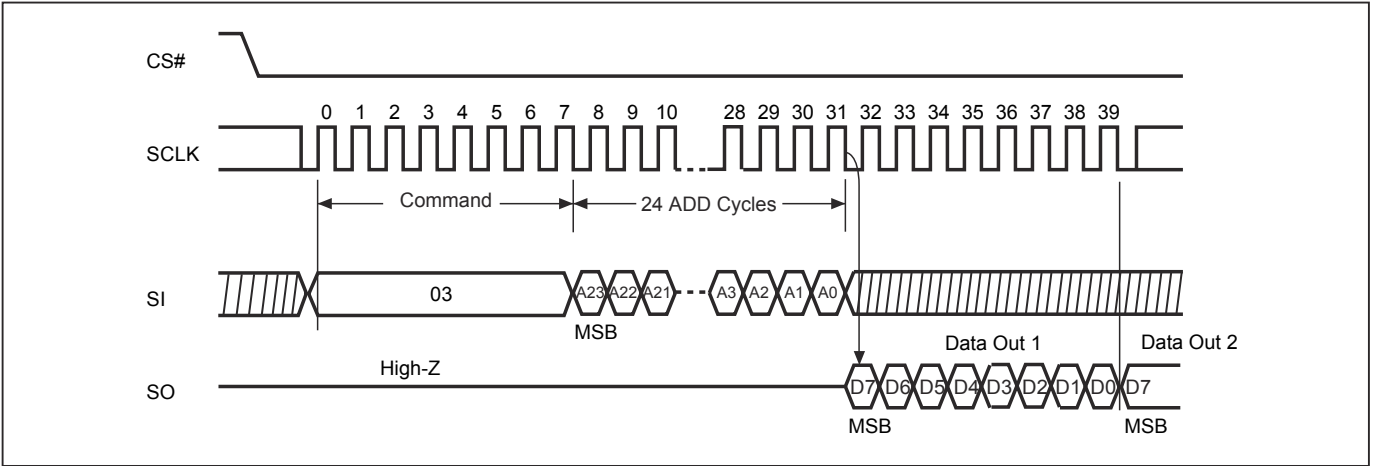 CS#
0 1 2 3 4 5 6 7 8 9 10 28 29 30 31 32 33 34 35 36 37 38 39
SCLK
Command 24 ADD Cycles
SI 03 A23 A22 A21 A3 A2 A1 A0
MSB
Data Out 1 Data Out 2
High-Z
SO D7 D6 D5 D4 D3 D2 D1 D0 D7
MSB MSB